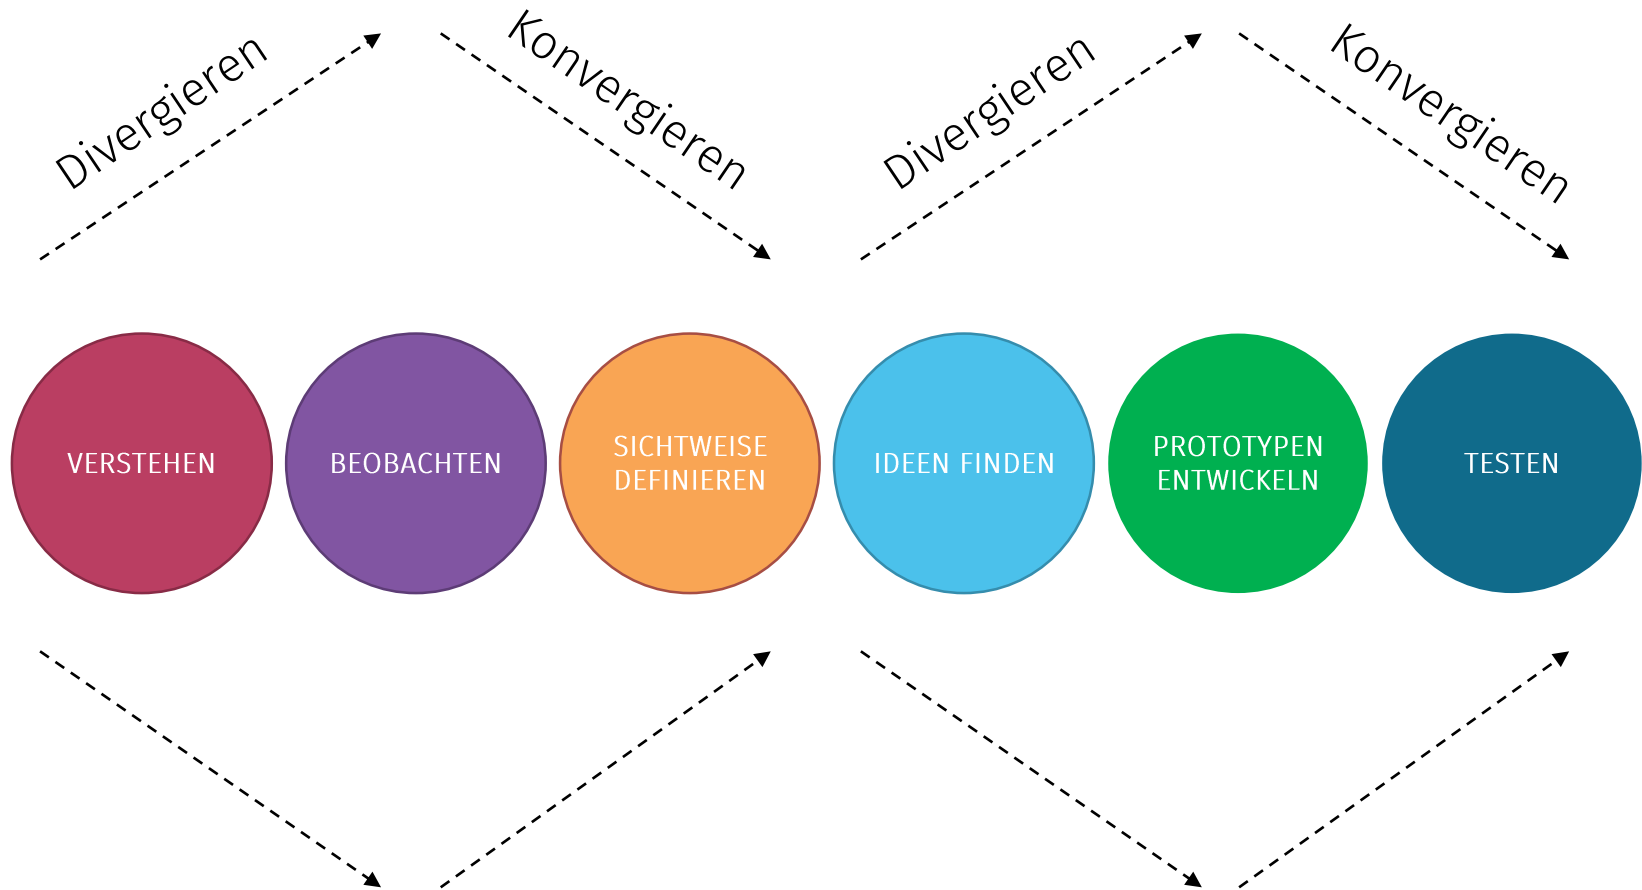 Divergieren
Konvergieren
Divergieren
Konvergieren
VERSTEHEN
BEOBACHTEN
SICHTWEISE
DEFINIEREN
IDEEN FINDEN
PROTOTYPEN
ENTWICKELN
TESTEN